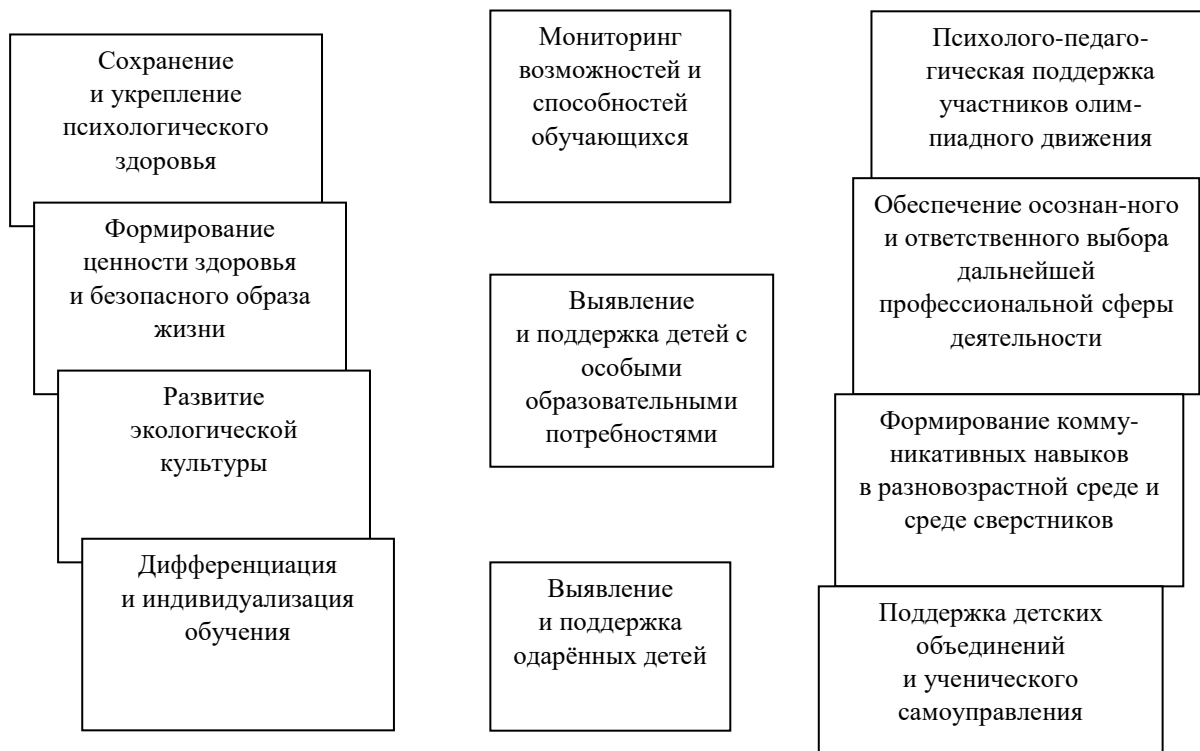 Сохранение
и укрепление
психологического
здоровья
Формирование
ценности здоровья
и безопасного образа
жизни
Развитие
экологической
культуры
Дифференциация
и индивидуализация
обучения
Мониторинг
возможностей и
способностей
обучающихся
Выявление
и поддержка детей с
особыми
образовательными
потребностями
Выявление
и поддержка
одарённых детей
Психолого-педаго-
гическая поддержка
участников олим-
пиадного движения
Обеспечение осознан-ного
и ответственного выбора
дальнейшей
профессиональной сферы
деятельности
Формирование комму-
никативных навыков
в разновозрастной среде и
среде сверстников
Поддержка детских
объединений
и ученического
самоуправления